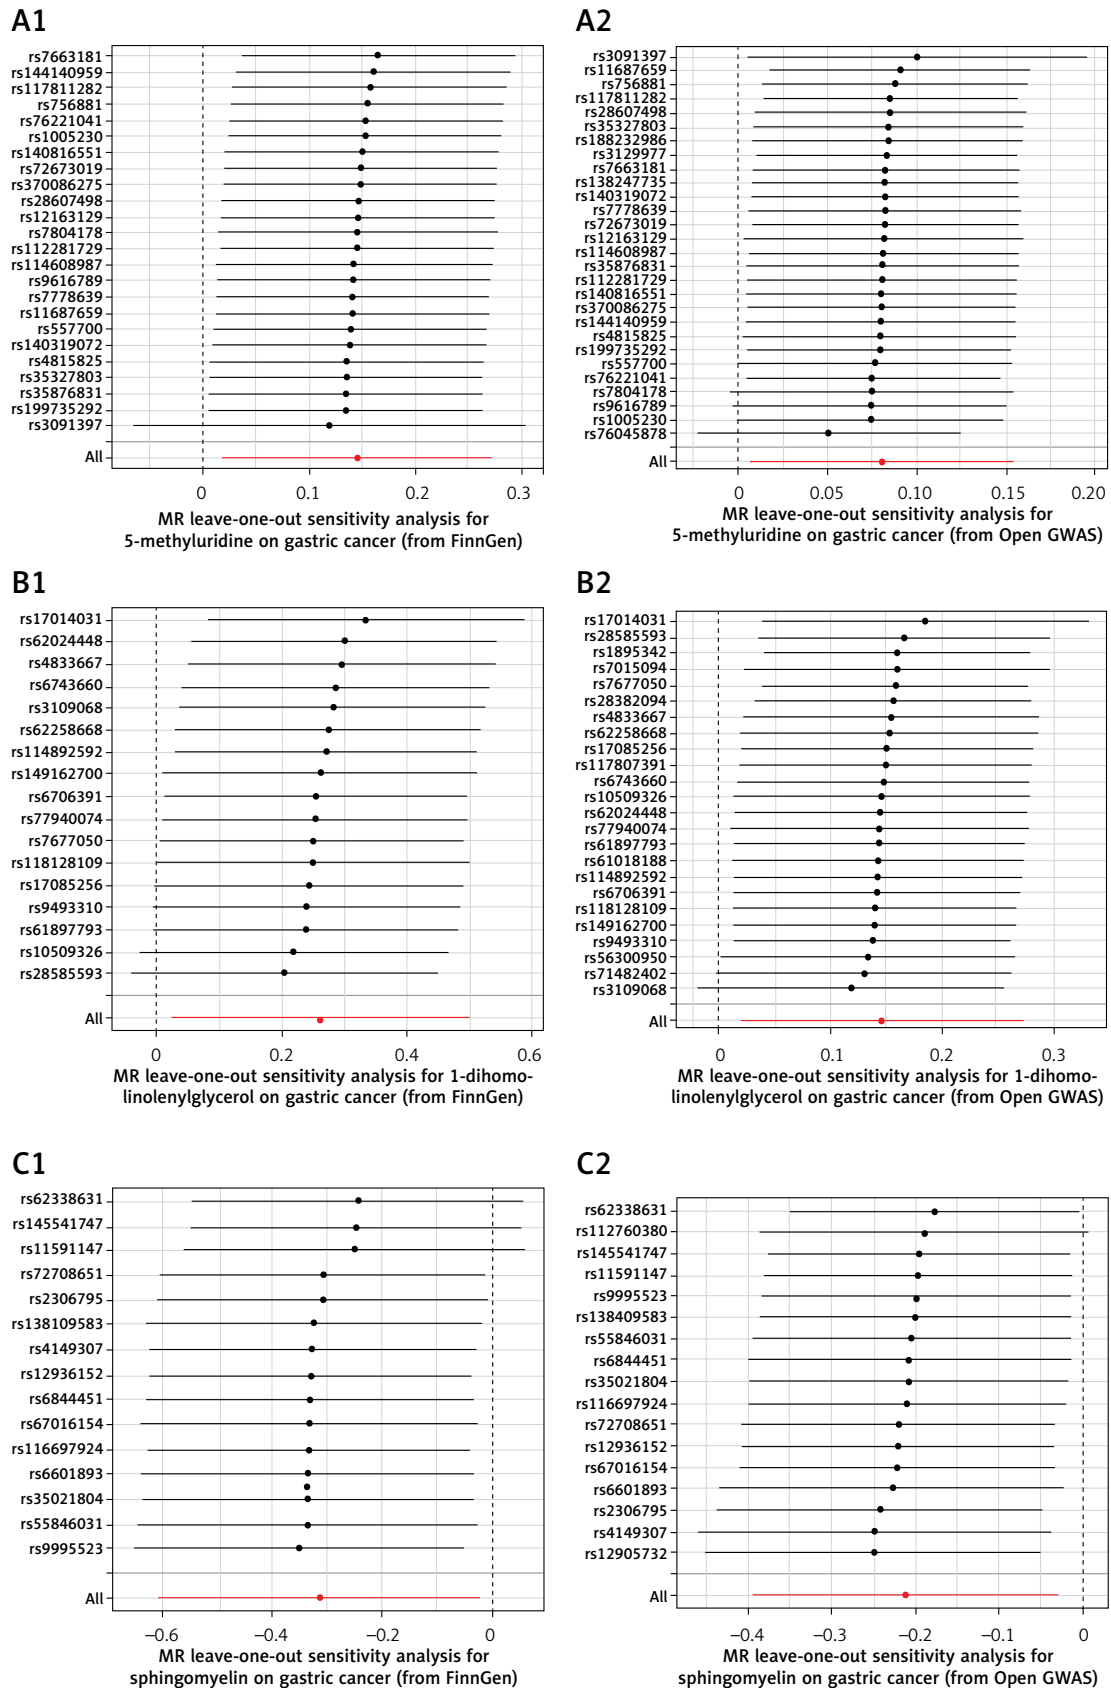 A1
rs7663181
rs144140959
rs117811282
rs756881
rs76221041
rs1005230
rs140816551
rs72673019
rs370086275
rs28607498
rs12163129
rs7804178
rs112281729
rs114608987
rs9616789
rs7778639
rs11687659
rs557700
rs140319072
rs4815825
rs35327803
rs35876831
rs199735292
rs3091397
All
0 0.1 0.2 0.3
MR leave-one-out sensitivity analysis for
5-methyluridine on gastric cancer (from FinnGen)
A2
rs3091397
rs11687659
rs756881
rs117811282
rs28607498
rs35327803
rs188232986
rs3129977
rs7663181
rs138247735
rs140319072
rs7778639
rs72673019
rs12163129
rs114608987
rs35876831
rs112281729
rs140816551
rs370086275
rs144140959
rs4815825
rs199735292
rs557700
rs76221041
rs7804178
rs9616789
rs1005230
rs76045878
All
0 0.05 0.10 0.15 0.20
MR leave-one-out sensitivity analysis for
5-methyluridine on gastric cancer (from Open GWAS)
B1
rs17014031
rs62024448
rs4833667
rs6743660
rs3109068
rs62258668
rs114892592
rs149162700
rs6706391
rs77940074
rs7677050
rs118128109
rs17085256
rs9493310
rs61897793
rs10509326
rs28585593
All
0 0.2 0.4 0.6
MR leave-one-out sensitivity analysis for 1-dihomo-
linolenylglycerol on gastric cancer (from FinnGen)
B2
rs17014031
rs28585593
rs1895342
rs7015094
rs7677050
rs28382094
rs4833667
rs62258668
rs17085256
rs117807391
rs6743660
rs10509326
rs62024448
rs77940074
rs61897793
rs61018188
rs114892592
rs6706391
rs118128109
rs149162700
rs9493310
rs56300950
rs71482402
rs3109068
All
0 0.1 0.2 0.3
MR leave-one-out sensitivity analysis for 1-dihomo-
linolenylglycerol on gastric cancer (from Open GWAS)
C1
rs62338631
rs145541747
rs11591147
rs72708651
rs2306795
rs138109583
rs4149307
rs12936152
rs6844451
rs67016154
rs116697924
rs6601893
rs35021804
rs55846031
rs9995523
All
−0.6 −0.4 −0.2 0
MR leave-one-out sensitivity analysis for
sphingomyelin on gastric cancer (from FinnGen)
C2
rs62338631
rs112760380
rs145541747
rs11591147
rs9995523
rs138409583
rs55846031
rs6844451
rs35021804
rs116697924
rs72708651
rs12936152
rs67016154
rs6601893
rs2306795
rs4149307
rs12905732
All
−0.4 −0.3 −0.2 −0.1 0
MR leave-one-out sensitivity analysis for
sphingomyelin on gastric cancer (from Open GWAS)